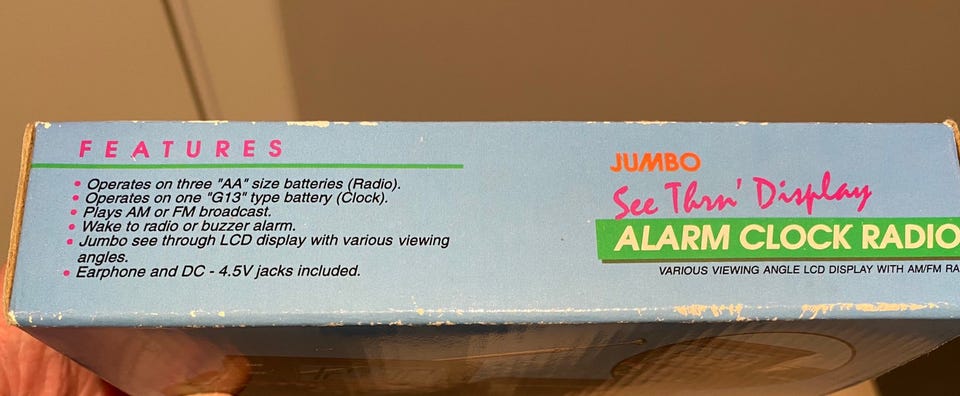 FEATURES
• Operates on three "AA" size batteries (Radio).
• Operates on one "G13" type battery (Clock).
• Plays AM or FM broadcast.
• Wake to radio or buzzer alarm.
• Jumbo see through LCD display with various viewing
angles.
• Earphone and DC - 4.5V jacks included.
JUMBO
See Thru' Display
ALARM CLOCK RADIO
VARIOUS VIEWING ANGLE LCD DISPLAY WITH AM/FM RA